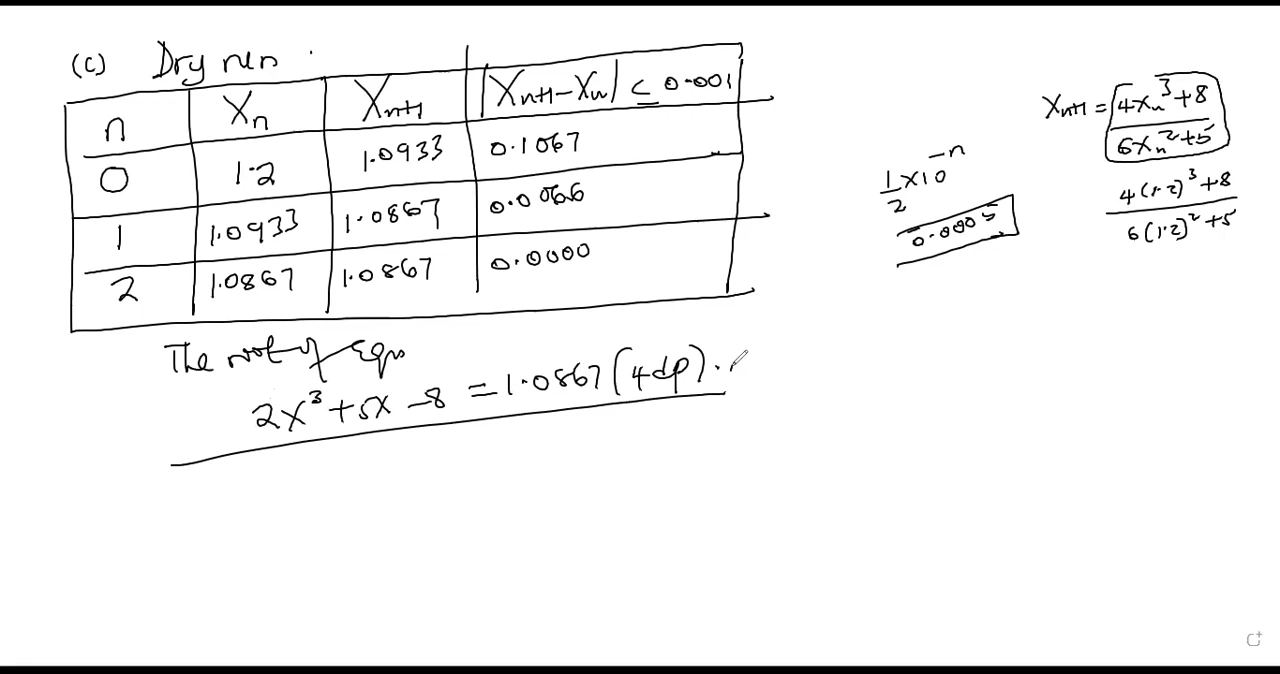 (c) Dry run .
n Xn Xn+1 |Xn+1 - Xn| ≤ 0.001
0 1.2 1.0933 0.1067
1 1.0933 1.0867 0.0066
2 1.0867 1.0867 0.0000
The root of Eqn
2x³ + 5x - 8 = 1.0867 (4dp).
Xn+1 = 4Xn³ + 8 / 6Xn² + 5
1/2 x 10⁻ⁿ
0.0005
4(1.2)³ + 8 / 6(1.2)² + 5